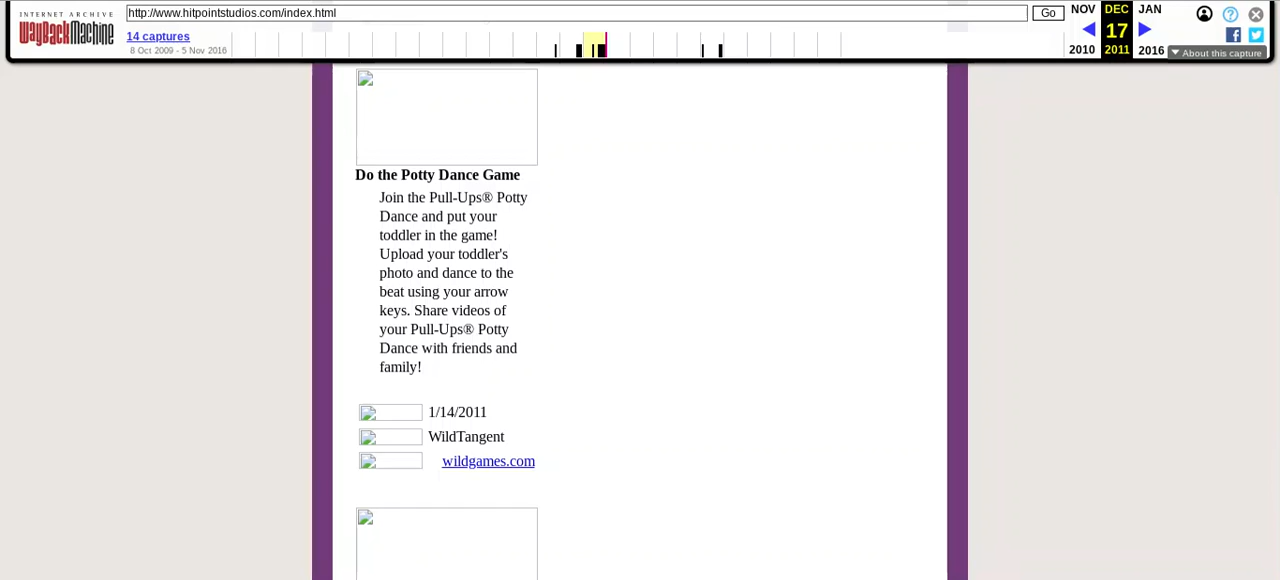 INTERNET ARCHIVE
WayBackMachine
http://www.hitpointstudios.com/index.html
Go
NOV
DEC
JAN
14 captures
17
8 Oct 2009 - 5 Nov 2016
2010
2011
2016
About this capture
Do the Potty Dance Game
Join the Pull-Ups® Potty
Dance and put your
toddler in the game!
Upload your toddler's
photo and dance to the
beat using your arrow
keys. Share videos of
your Pull-Ups® Potty
Dance with friends and
family!
1/14/2011
WildTangent
wildgames.com